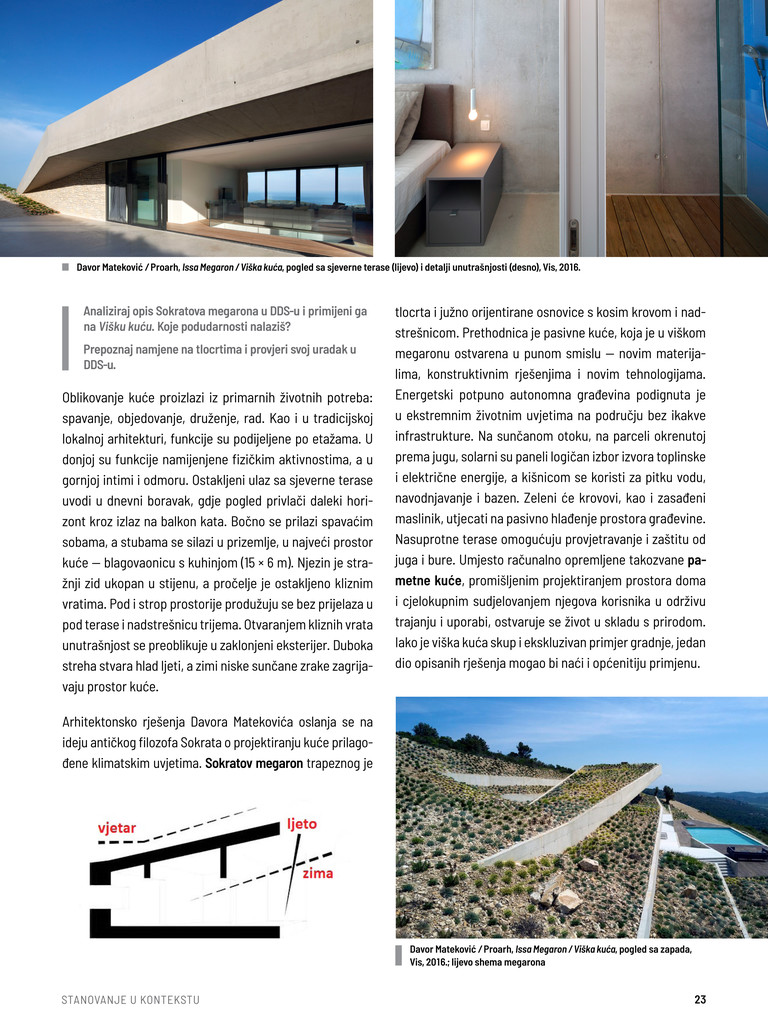 Davor Mateković / Proarh, Issa Megaron / Viška kuća, pogled sa sjeverne terase (lijevo) i detalji unutrašnjosti (desno), Vis, 2016.
Analiziraj opis Sokratova megarona u DDS-u i primijeni ga
na Višku kuću. Koje podudarnosti nalaziš?
Prepoznaj namjene na tlocrtima i provjeri svoj uradak u
DDS-u.
Oblikovanje kuće proizlazi iz primarnih životnih potreba:
spavanje, objedovanje, druženje, rad. Kao i u tradicijskoj
lokalnoj arhitekturi, funkcije su podijeljene po etažama. U
donjoj su funkcije namijenjene fizičkim aktivnostima, a u
gornjoj intimi i odmoru. Ostakljeni ulaz sa sjeverne terase
uvodi u dnevni boravak, gdje pogled privlači daleki hori-
zont kroz izlaz na balkon kata. Bočno se prilazi spavaćim
sobama, a stubama se silazi u prizemlje, u najveći prostor
kuće – blagovaonicu s kuhinjom (15 × 6 m). Njezin je stra-
žnji zid ukopan u stijenu, a pročelje je ostakljeno kliznim
vratima. Pod i strop prostorije produžuju se bez prijelaza u
pod terase i nadstrešnicu trijema. Otvaranjem kliznih vrata
unutrašnjost se preoblikuje u zaklonjeni eksterijer. Duboka
streha stvara hlad ljeti, a zimi niske sunčane zrake zagrija-
vaju prostor kuće.
Arhitektonsko rješenja Davora Matekovića oslanja se na
ideju antičkog filozofa Sokrata o projektiranju kuće prilago-
đene klimatskim uvjetima. Sokratov megaron trapeznog je
vjetar
ljeto
zima
tlocrta i južno orijentirane osnovice s kosim krovom i nad-
strešnicom. Prethodnica je pasivne kuće, koja je u viškom
megaronu ostvarena u punom smislu – novim materija-
lima, konstruktivnim rješenjima i novim tehnologijama.
Energetski potpuno autonomna građevina podignuta je
u ekstremnim životnim uvjetima na području bez ikakve
infrastrukture. Na sunčanom otoku, na parceli okrenutoj
prema jugu, solarni su paneli logičan izbor izvora toplinske
i električne energije, a kišnicom se koristi za pitku vodu,
navodnjavanje i bazen. Zeleni će krovovi, kao i zasađeni
maslinik, utjecati na pasivno hlađenje prostora građevine.
Nasuprotne terase omogućuju provjetravanje i zaštitu od
juga i bure. Umjesto računalno opremljene takozvane pa-
metne kuće, promišljenim projektiranjem prostora doma
i cjelokupnim sudjelovanjem njegova korisnika u održivu
trajanju i uporabi, ostvaruje se život u skladu s prirodom.
Iako je viška kuća skup i ekskluzivan primjer gradnje, jedan
dio opisanih rješenja mogao bi naći i općenitiju primjenu.
Davor Mateković / Proarh, Issa Megaron / Viška kuća, pogled sa zapada,
Vis, 2016.; lijevo shema megarona
STANOVANJE U KONTEKSTU
23